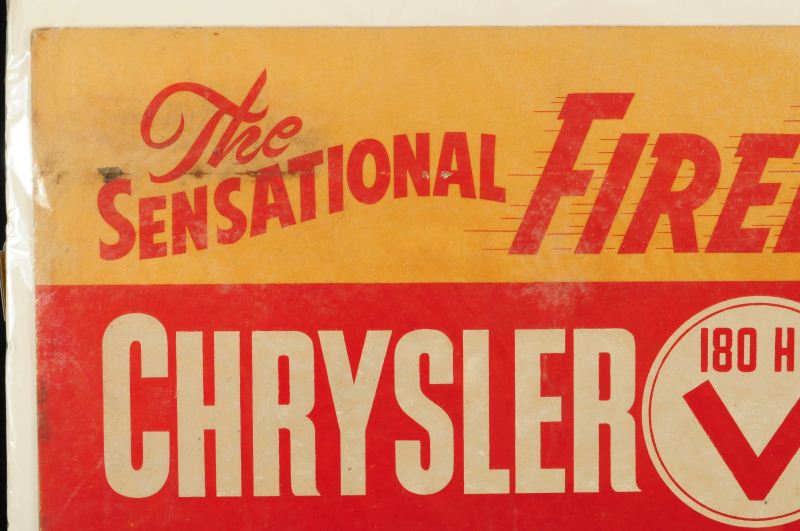 The
SENSATIONAL FIRE
CHRYSLER
180 H
V